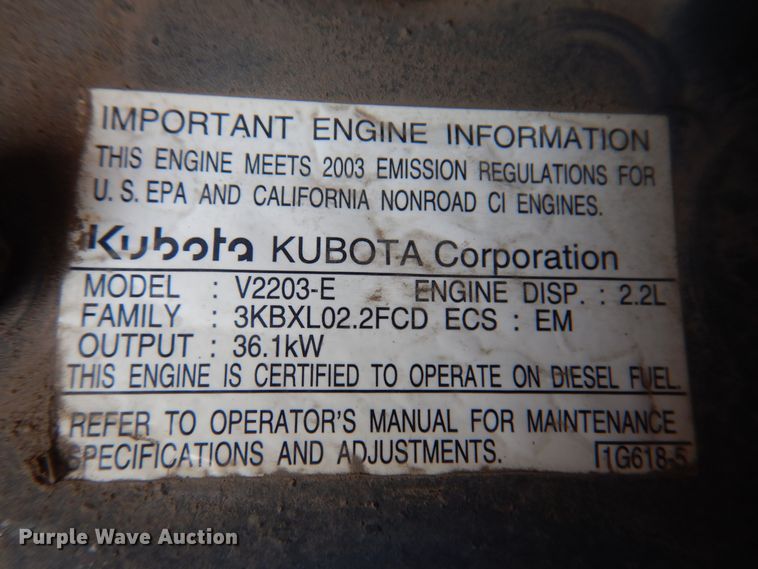 IMPORTANT ENGINE INFORMATION
THIS ENGINE MEETS 2003 EMISSION REGULATIONS FOR
U.S. EPA AND CALIFORNIA NONROAD CI ENGINES.
Kubota KUBOTA Corporation
MODEL : V2203-E ENGINE DISP. : 2.2L
FAMILY : 3KBXL02.2FCD ECS : EM
OUTPUT : 36.1kW
THIS ENGINE IS CERTIFIED TO OPERATE ON DIESEL FUEL.
REFER TO OPERATOR'S MANUAL FOR MAINTENANCE
SPECIFICATIONS AND ADJUSTMENTS. 1G618-5
Purple Wave Auction